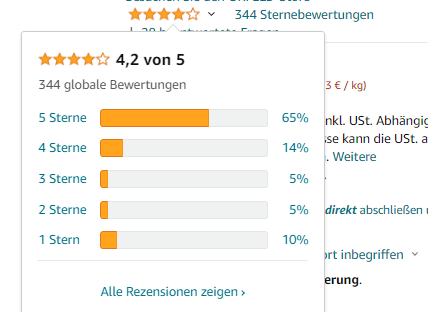 344 Sternebewertungen
4,2 von 5
344 globale Bewertungen
3 € / kg)
5 Sterne 65%
4 Sterne 14%
nkl. USt. Abhängig
sse kann die USt. a
3 Sterne 5%
. Weitere
2 Sterne 5%
direkt abschließen
1 Stern 10%
ort inbegriffen
erung.
Alle Rezensionen zeigen ›